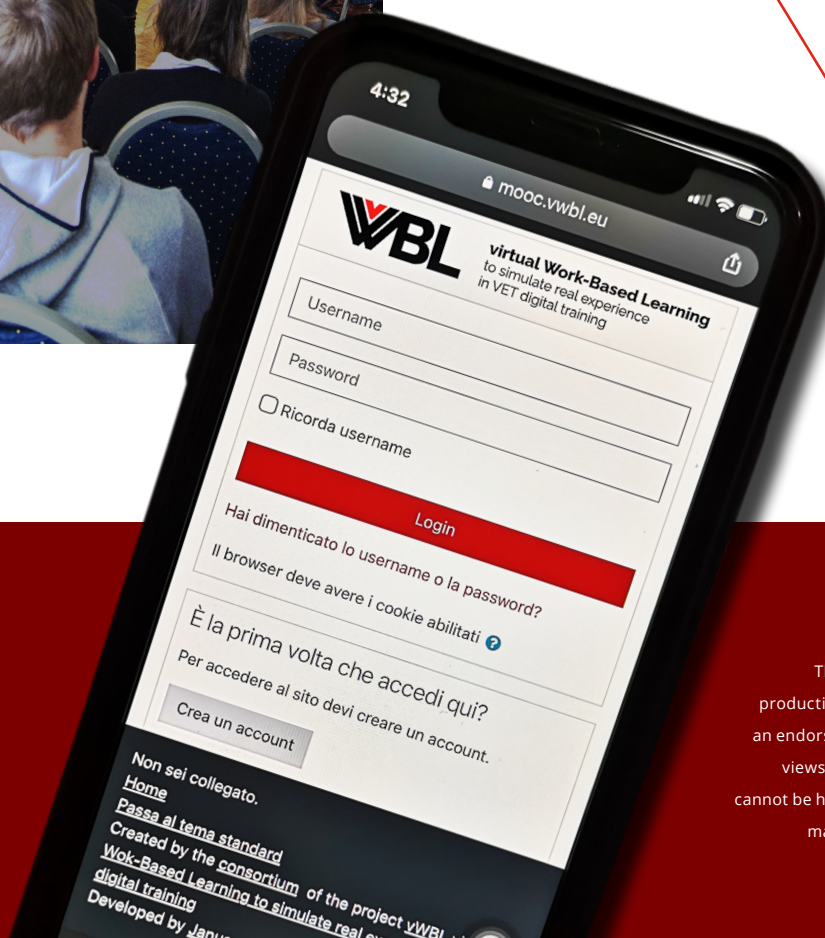 4:32
mooc.vwbl.eu
VWBL
virtual Work-Based Learning
to simulate real experience
in VET digital training
Username
Password
Ricorda username
Login
Hai dimenticato lo username o la password?
Il browser deve avere i cookie abilitati ?
È la prima volta che accedi qui?
Per accedere al sito devi creare un account.
Crea un account
Non sei collegato.
Home
Passa al tema standard
Created by the consortium of the project vWBL
Wok-Based Learning to simulate real
digital training
Developed by
producti
an endors
views
cannot be h